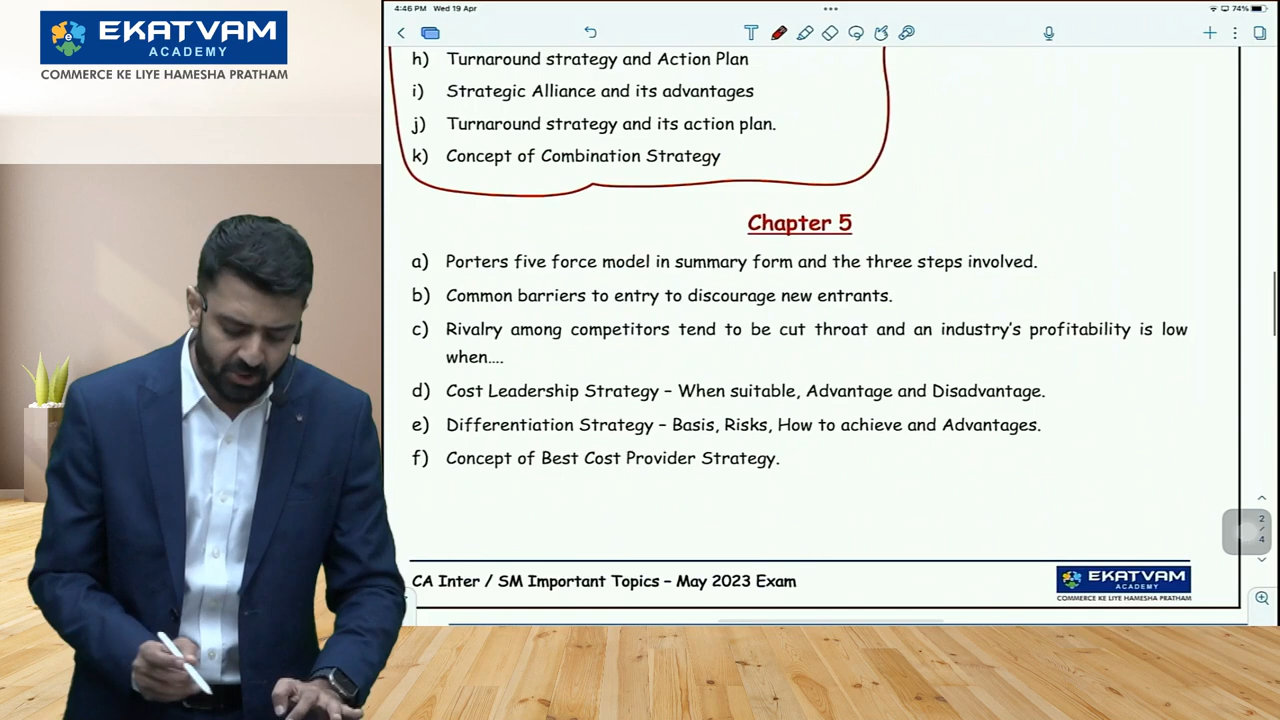 EKATVAM
ACADEMY
COMMERCE KE LIYE HAMESHA PRATHAM
4:46 PM Wed 19 Apr
74%
h) Turnaround strategy and Action Plan
i) Strategic Alliance and its advantages
j) Turnaround strategy and its action plan.
k) Concept of Combination Strategy
Chapter 5
a) Porters five force model in summary form and the three steps involved.
b) Common barriers to entry to discourage new entrants.
c) Rivalry among competitors tend to be cut throat and an industry's profitability is low
when....
d) Cost Leadership Strategy – When suitable, Advantage and Disadvantage.
e) Differentiation Strategy – Basis, Risks, How to achieve and Advantages.
f) Concept of Best Cost Provider Strategy.
2
/
4
CA Inter / SM Important Topics – May 2023 Exam
EKATVAM
ACADEMY
COMMERCE KE LIYE HAMESHA PRATHAM